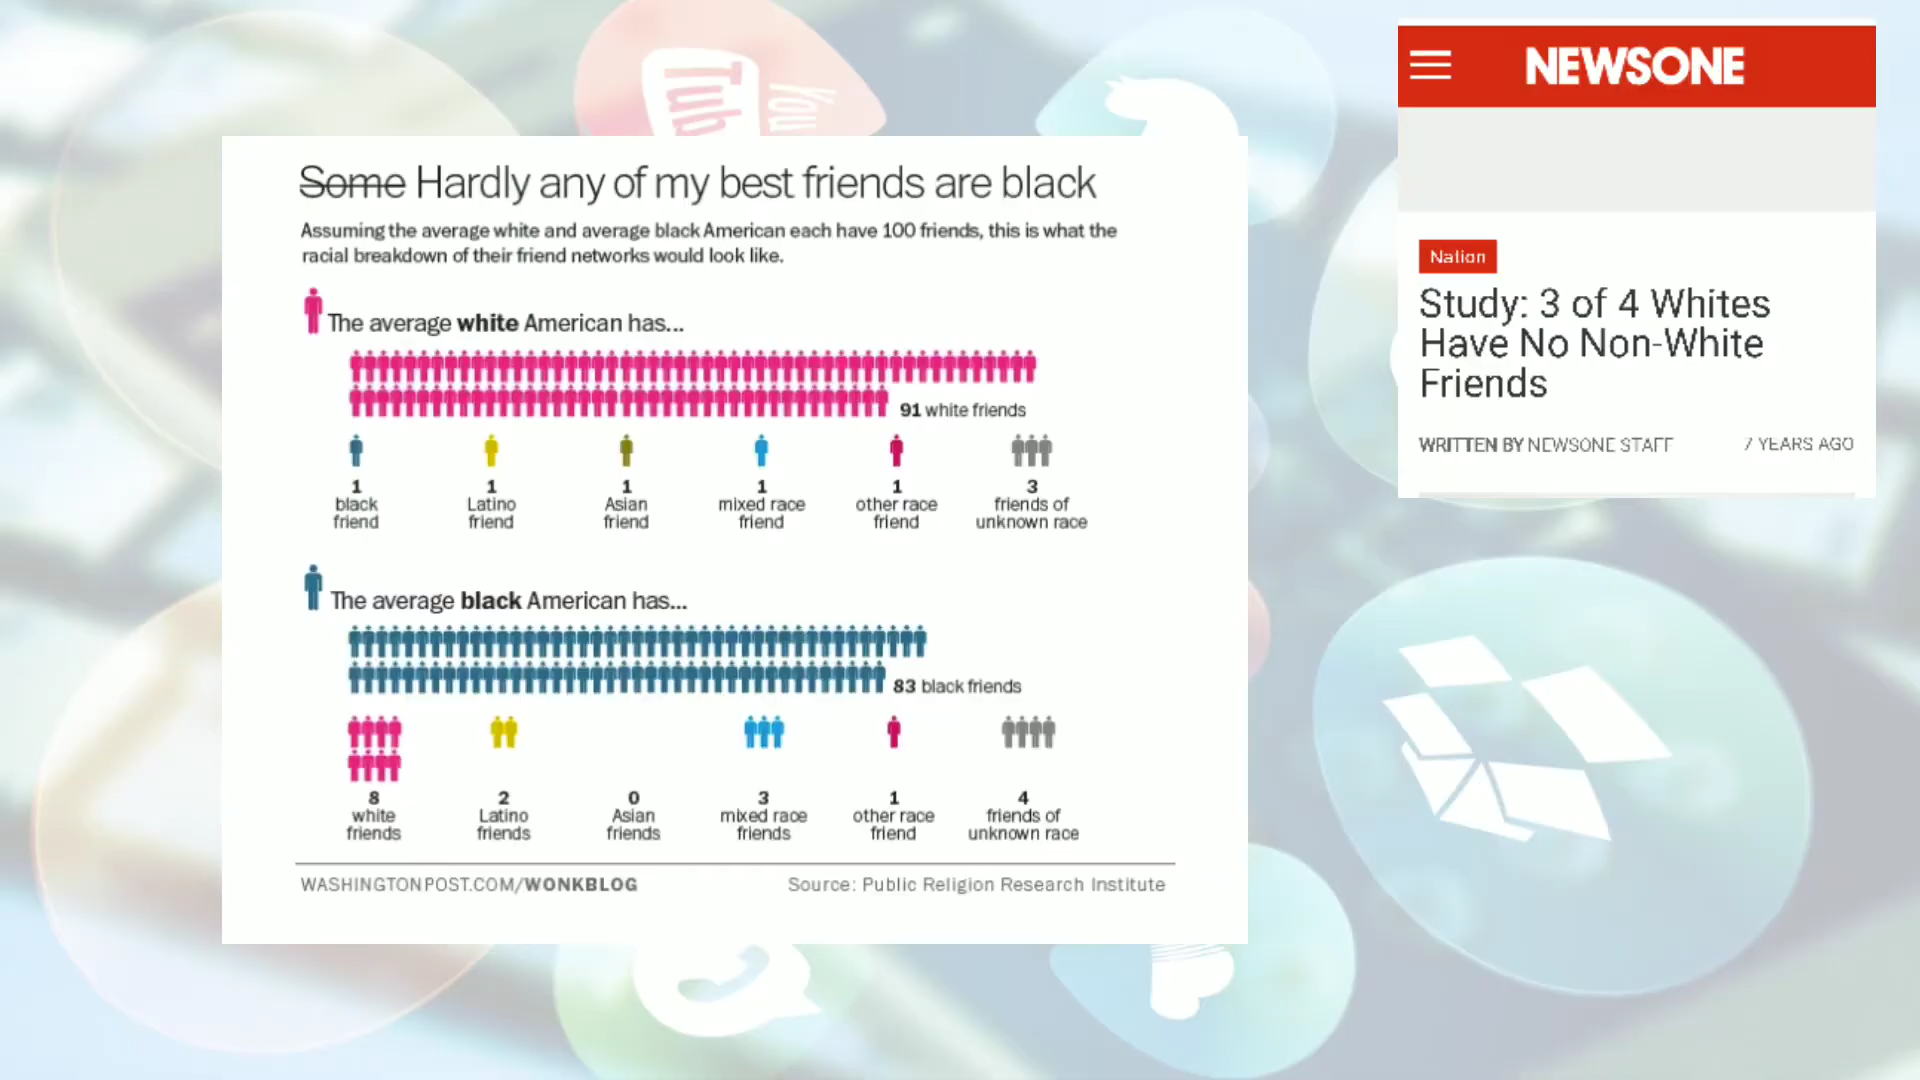 You
Tub
NEWSONE
Some Hardly any of my best friends are black
Assuming the average white and average black American each have 100 friends, this is what the
racial breakdown of their friend networks would look like.
The average white American has...
91 white friends
1
black
friend
1
Latino
friend
1
Asian
friend
1
mixed race
friend
1
other race
friend
3
friends of
unknown race
The average black American has...
83 black friends
8
white
friends
2
Latino
friends
0
Asian
friends
3
mixed race
friends
1
other race
friend
4
friends of
unknown race
WASHINGTONPOST.COM/WONKBLOG
Source: Public Religion Research Institute
Nation
Study: 3 of 4 Whites
Have No Non-White
Friends
WRITTEN BY NEWSONE STAFF
7 YEARS AGO